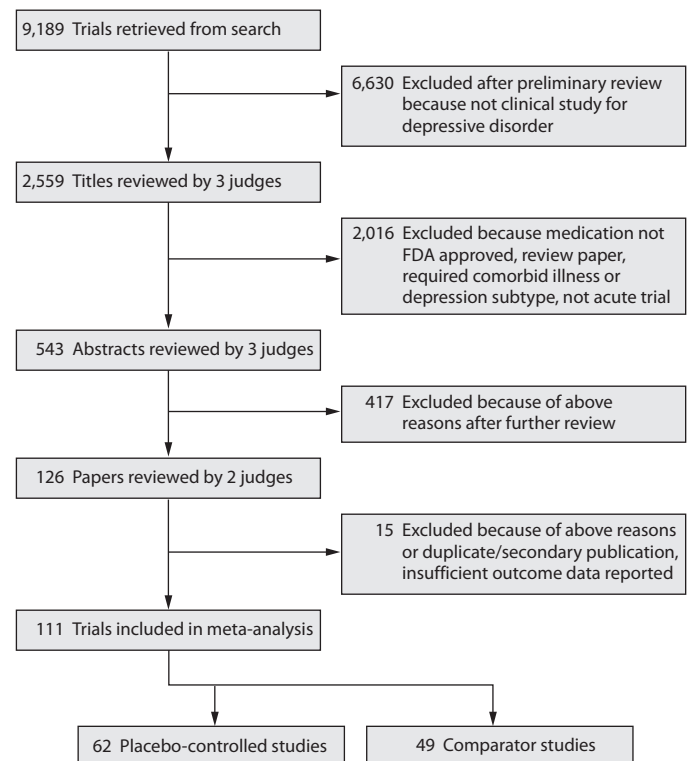 9,189 Trials retrieved from search
6,630 Excluded after preliminary review
because not clinical study for
depressive disorder
2,559 Titles reviewed by 3 judges
2,016 Excluded because medication not
FDA approved, review paper,
required comorbid illness or
depression subtype, not acute trial
543 Abstracts reviewed by 3 judges
417 Excluded because of above
reasons after further review
126 Papers reviewed by 2 judges
15 Excluded because of above reasons
or duplicate/secondary publication,
insufficient outcome data reported
111 Trials included in meta-analysis
62 Placebo-controlled studies
49 Comparator studies